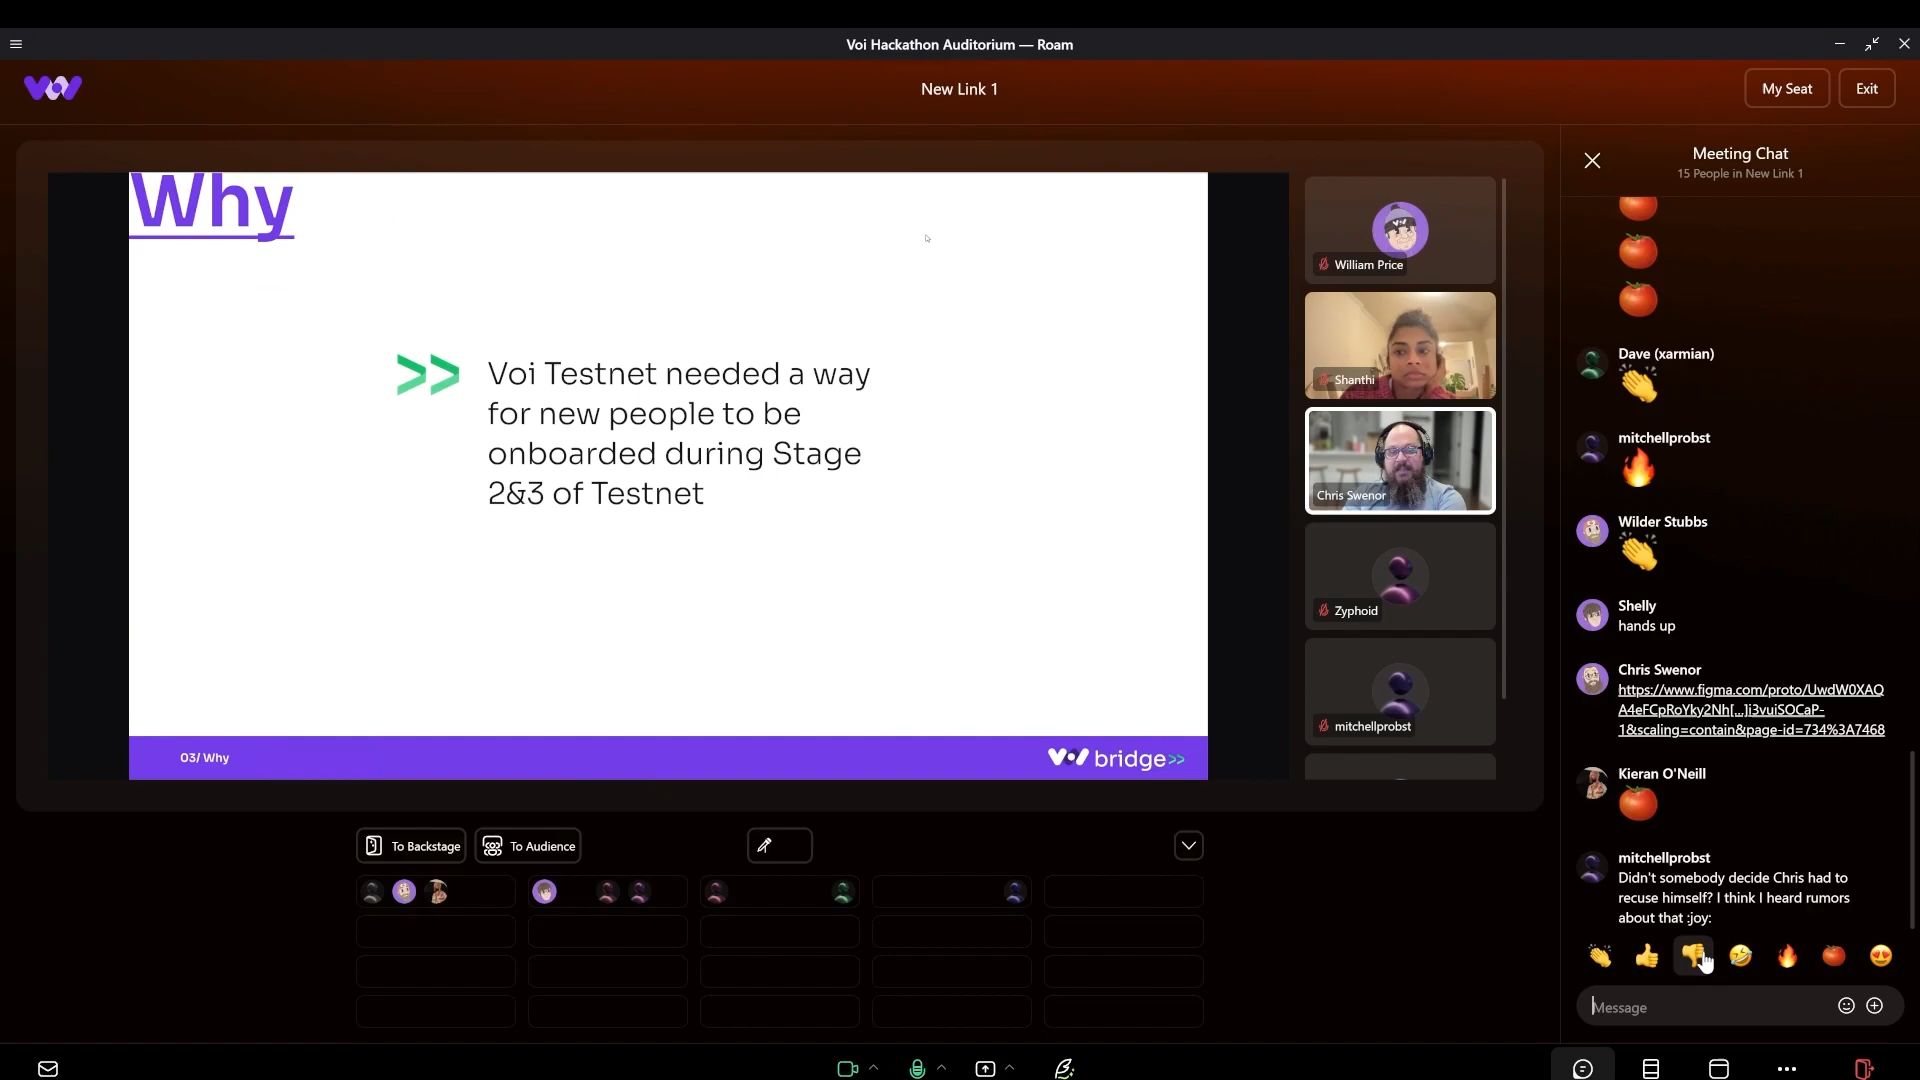 Voi Hackathon Auditorium — Roam
New Link 1
My Seat
Exit
Why
Voi Testnet needed a way
for new people to be
onboarded during Stage
2&3 of Testnet
03/ Why
VOI bridge>>
William Price
Shanthi
Chris Swenor
Zyphoid
mitchellprobst
To Backstage
To Audience
Meeting Chat
15 People in New Link 1
Dave (xarmian)
mitchellprobst
Wilder Stubbs
Shelly
hands up
Chris Swenor
https://www.figma.com/proto/UwdW0XAQ
A4eFCpRoYky2Nh[...]i3vuiSOCaP-
1&scaling=contain&page-id=734%3A7468
Kieran O'Neill
mitchellprobst
Didn't somebody decide Chris had to
recuse himself? I think I heard rumors
about that :joy:
Message